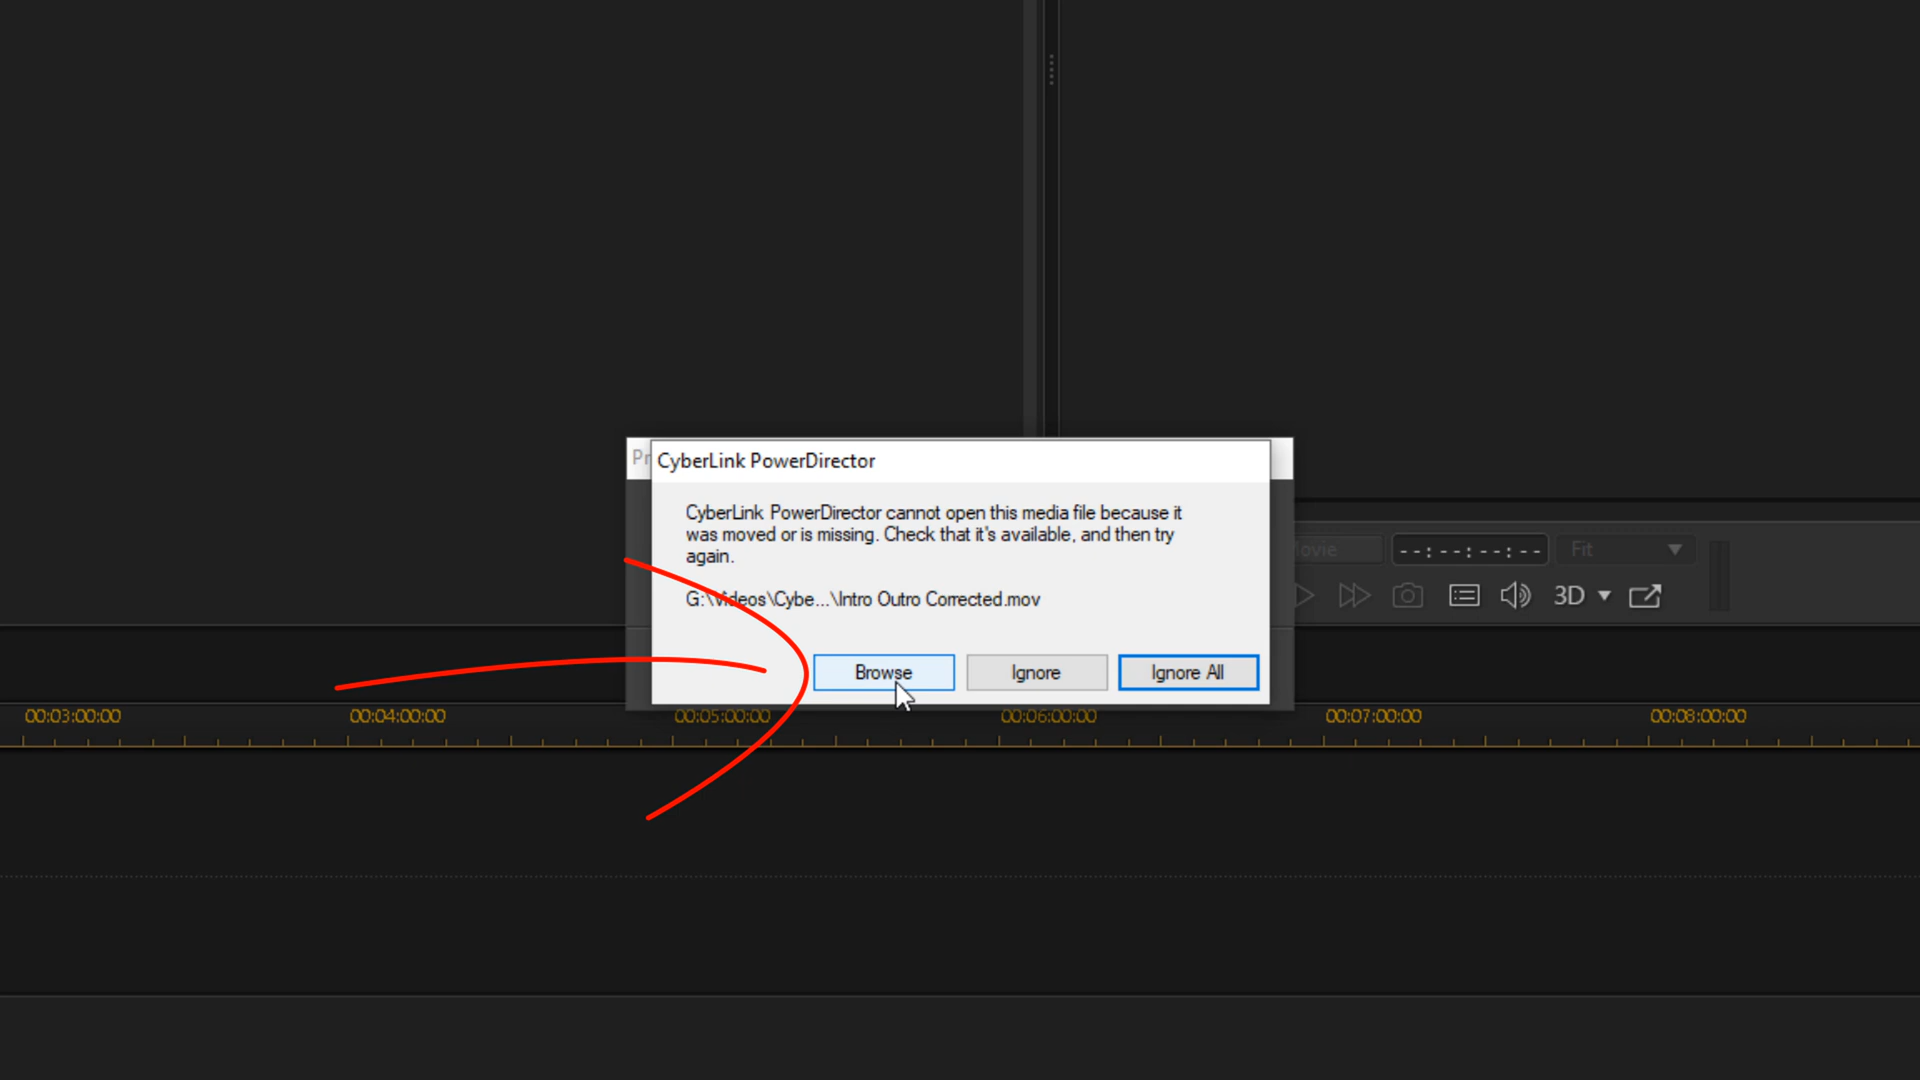 Pr
CyberLink PowerDirector
CyberLink PowerDirector cannot open this media file because it
was moved or is missing. Check that it's available, and then try
again.
G:\Videos\Cybe...\Intro Outro Corrected.mov
Browse
Ignore
Ignore All
ovie
--:--:--:--
Fit
3D
00:03:00:00
00:04:00:00
00:05:00:00
00:06:00:00
00:07:00:00
00:08:00:00